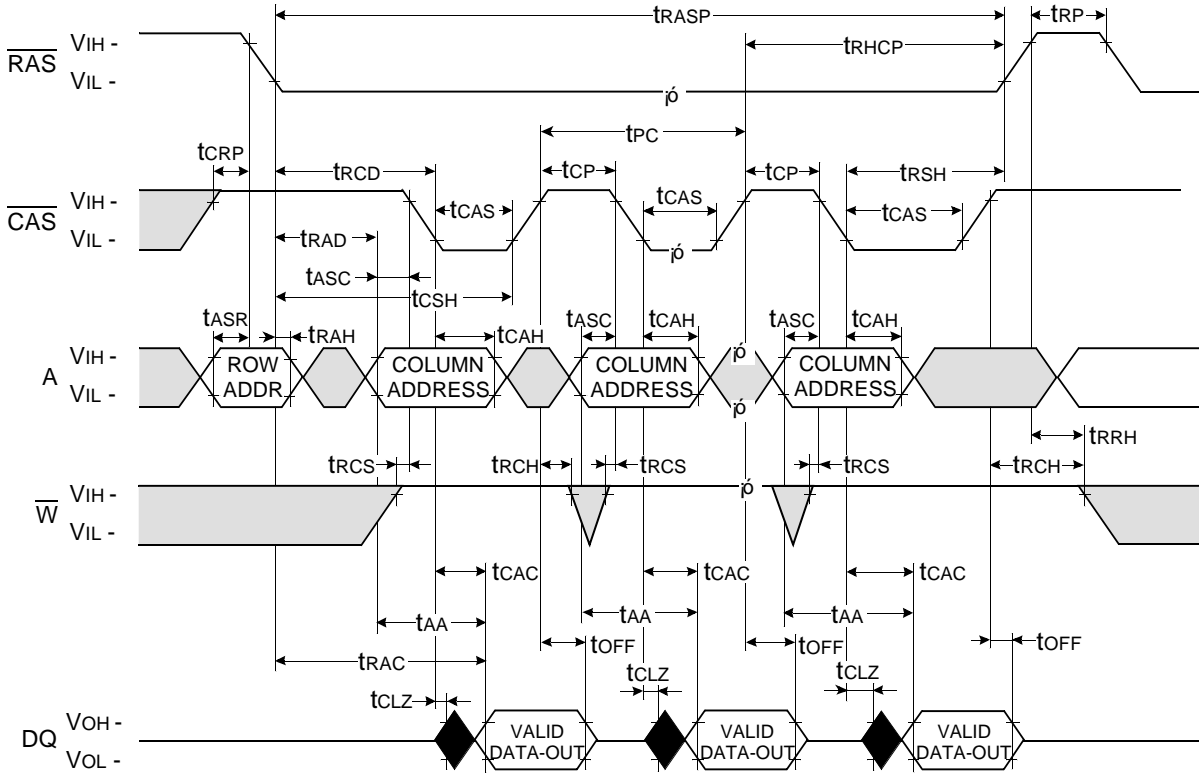 tRASP
tRP
VIH -
RAS
VIL -
tRHCP
¡ó
tPC
tCRP
tRCD
tCP
tCP
tRSH
VIH -
CAS
VIL -
tCAS
tCAS
tCAS
¡ó
tRAD
tASC
tCSH
tASR
tRAH
tCAH
tASC
tCAH
tASC
tCAH
VIH -
A
VIL -
ROW
ADDR
COLUMN
ADDRESS
COLUMN
ADDRESS
¡ó
¡ó
COLUMN
ADDRESS
tRRH
tRCS
tRCH
tRCS
tRCS
tRCH
VIH -
W
VIL -
¡ó
tCAC
tCAC
tCAC
tAA
tAA
tAA
tOFF
tOFF
tOFF
tRAC
tCLZ
tCLZ
tCLZ
VOH -
DQ
VOL -
VALID
DATA-OUT
VALID
DATA-OUT
VALID
DATA-OUT